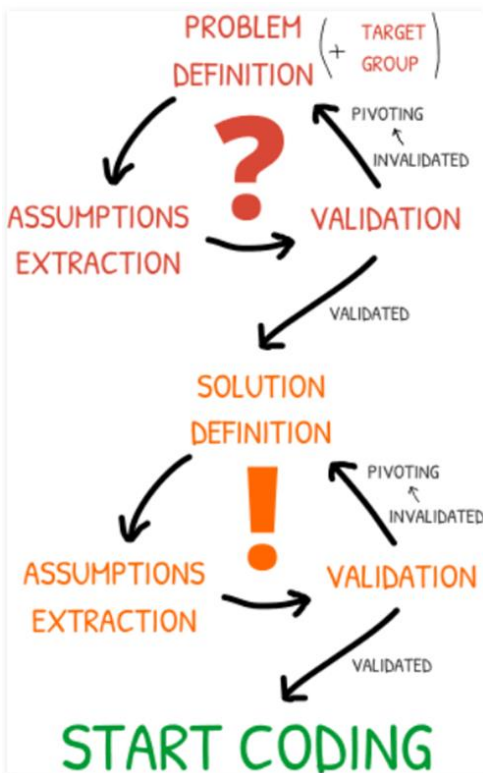 PROBLEM
DEFINITION
( + TARGET
GROUP )
PIVOTING
INVALIDATED
?
ASSUMPTIONS
EXTRACTION
VALIDATION
VALIDATED
SOLUTION
DEFINITION
PIVOTING
INVALIDATED
!
ASSUMPTIONS
EXTRACTION
VALIDATION
VALIDATED
START CODING